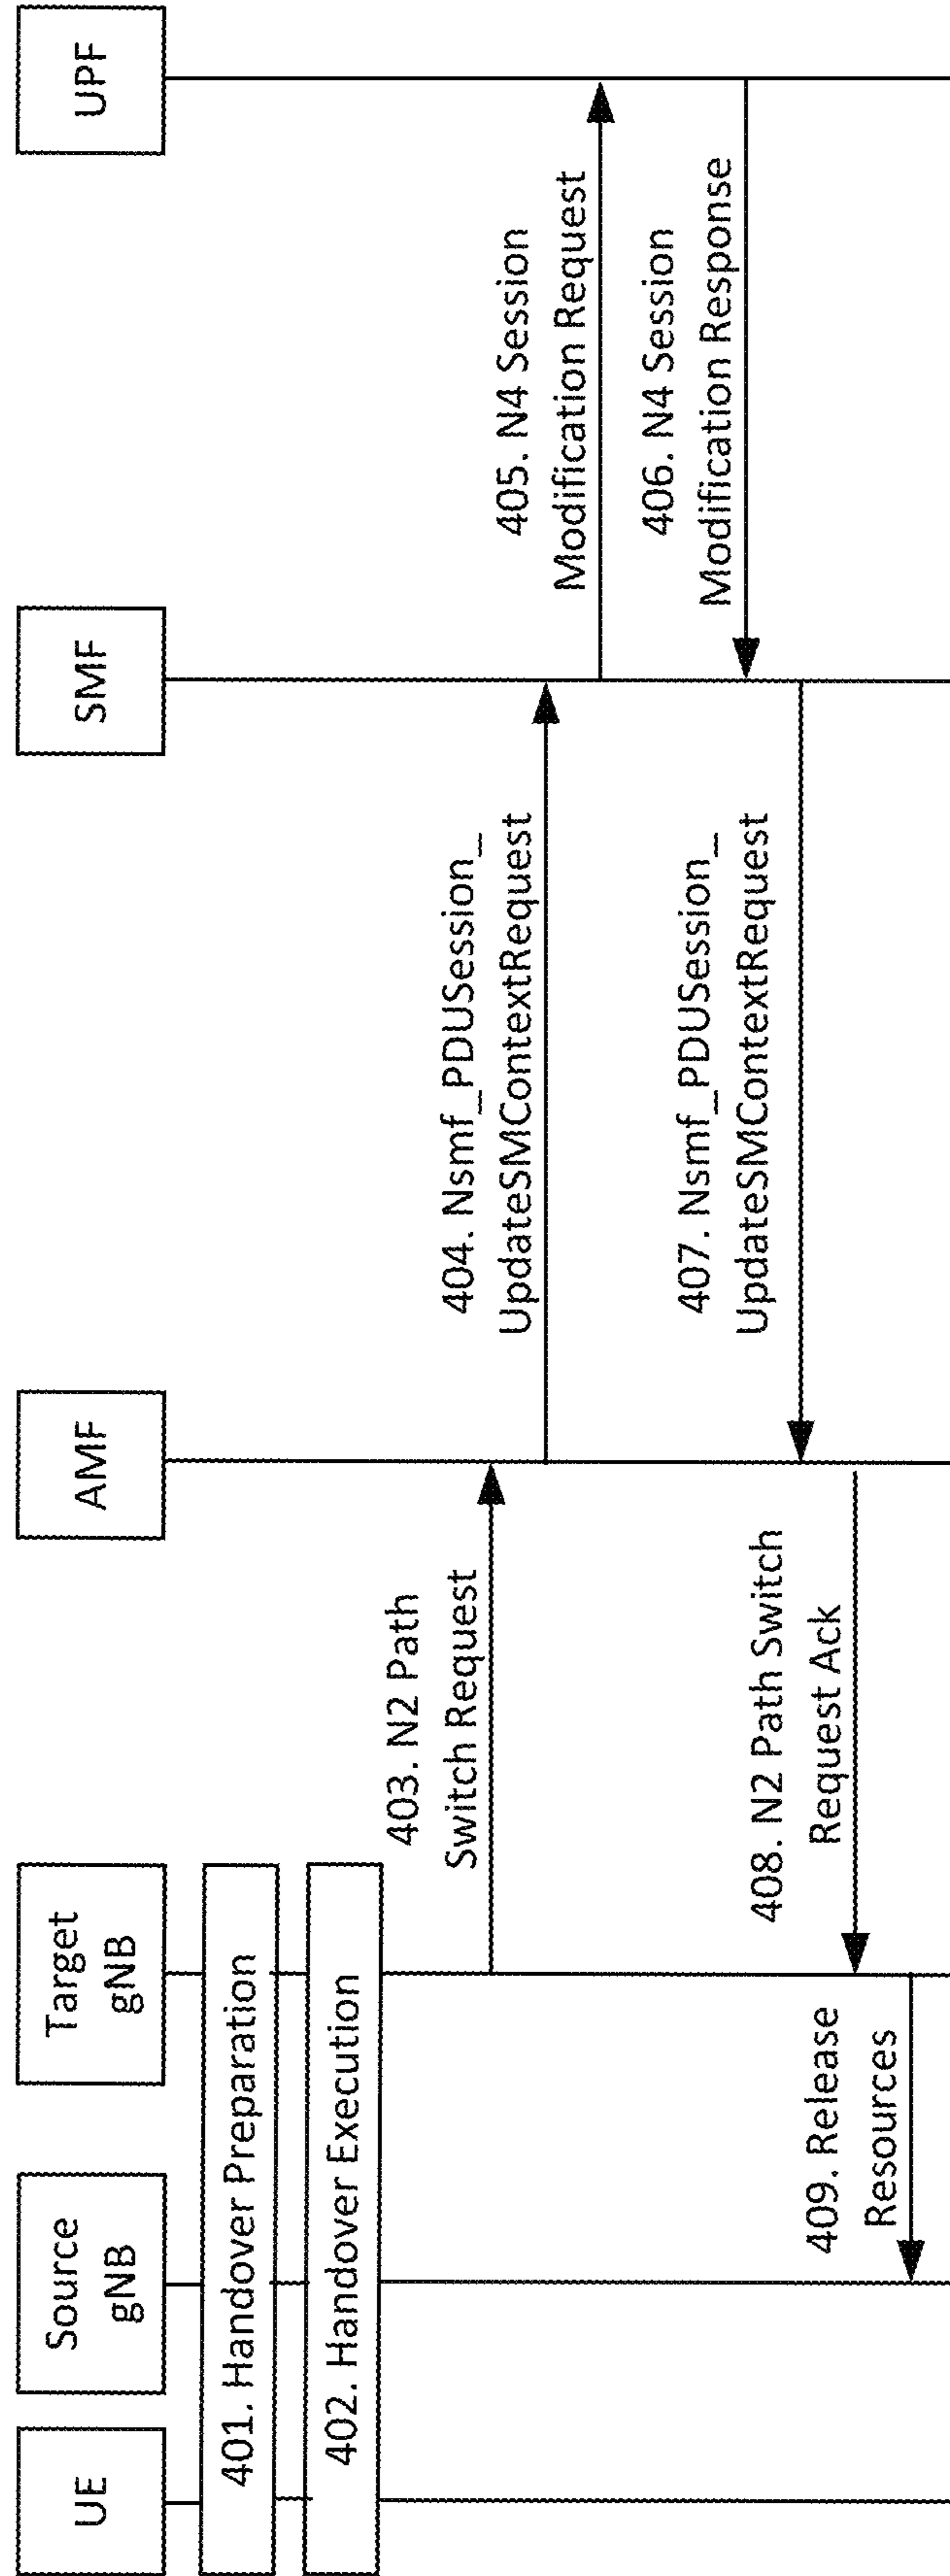 UE
Source
gNB
Target
gNB
AMF
SMF
UPF
401. Handover Preparation
402. Handover Execution
403. N2 Path
Switch Request
404. Nsmf_PDUSession_
UpdateSMContextRequest
405. N4 Session
Modification Request
406. N4 Session
Modification Response
407. Nsmf_PDUSession_
UpdateSMContextRequest
408. N2 Path Switch
Request Ack
409. Release
Resources